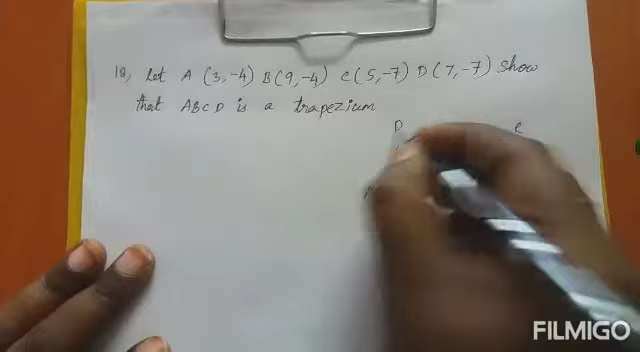 18, Let A (3,-4) B(9,-4) C(5,-7) D(7,-7) show
that ABCD is a trapezium
D C
A
FILMIGO